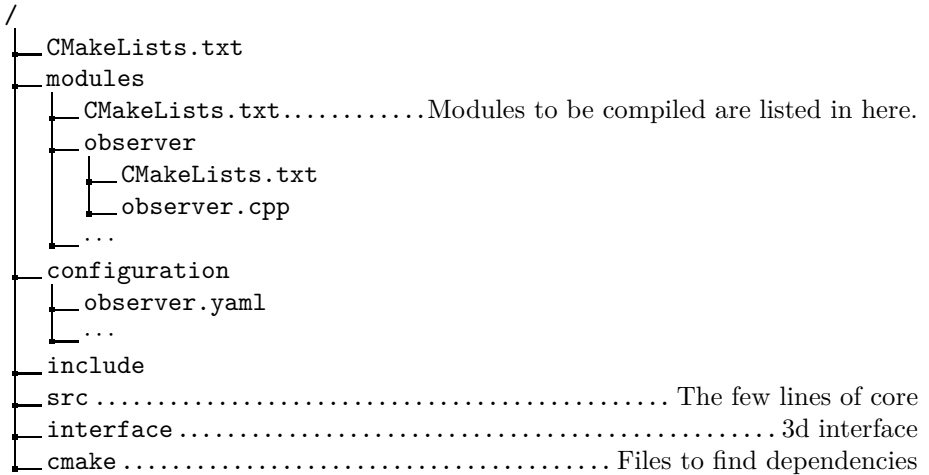 /
CMakeLists.txt
modules
CMakeLists.txt............Modules to be compiled are listed in here.
observer
CMakeLists.txt
observer.cpp
...
configuration
observer.yaml
...
include
src ................................................ The few lines of core
interface .................................................. 3d interface
cmake ......................................... Files to find dependencies